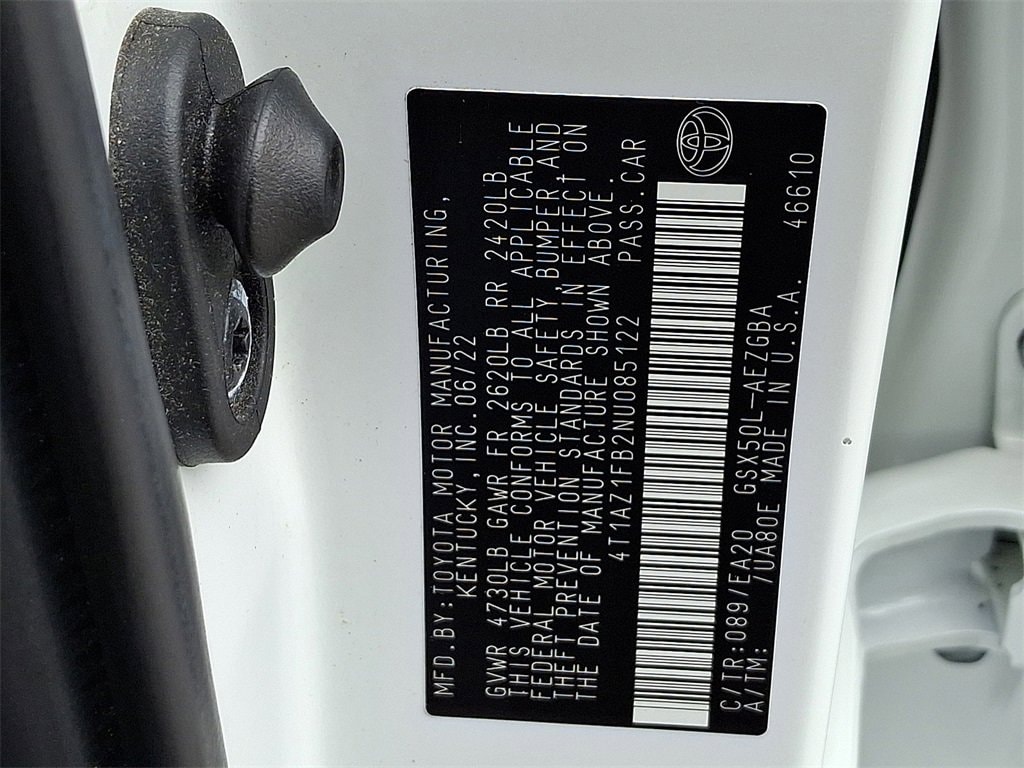 MFD.BY:TOYOTA MOTOR MANUFACTURING,
KENTUCKY, INC.06/22
GVWR 4730LB GAWR FR 2620LB RR 2420LB
THIS VEHICLE CONFORMS TO ALL APPLICABLE
FEDERAL MOTOR VEHICLE SAFETY, BUMPER, AND
THEFT PREVENTION STANDARDS IN EFFECT ON
THE DATE OF MANUFACTURE SHOWN ABOVE.
4T1AZ1FB2NU085122 PASS.CAR
C/TR:089/EA20 GSX50L-AEZGBA
A/TM: /UA80E MADE IN U.S.A. 46610